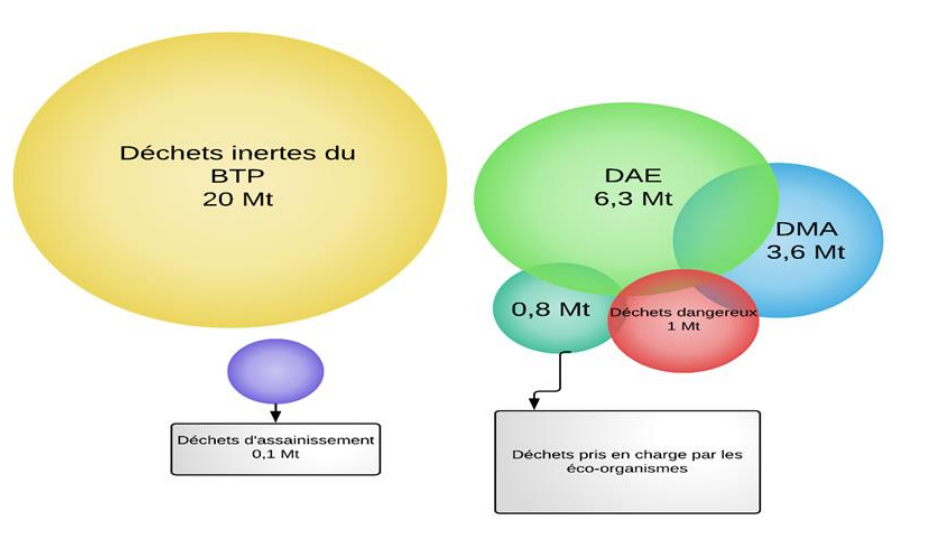 Déchets inertes du
BTP
20 Mt
DAE
6,3 Mt
DMA
3,6 Mt
0,8 Mt
Déchets dangereux
1 Mt
Déchets d'assainissement
0,1 Mt
Déchets pris en charge par les
éco-organismes